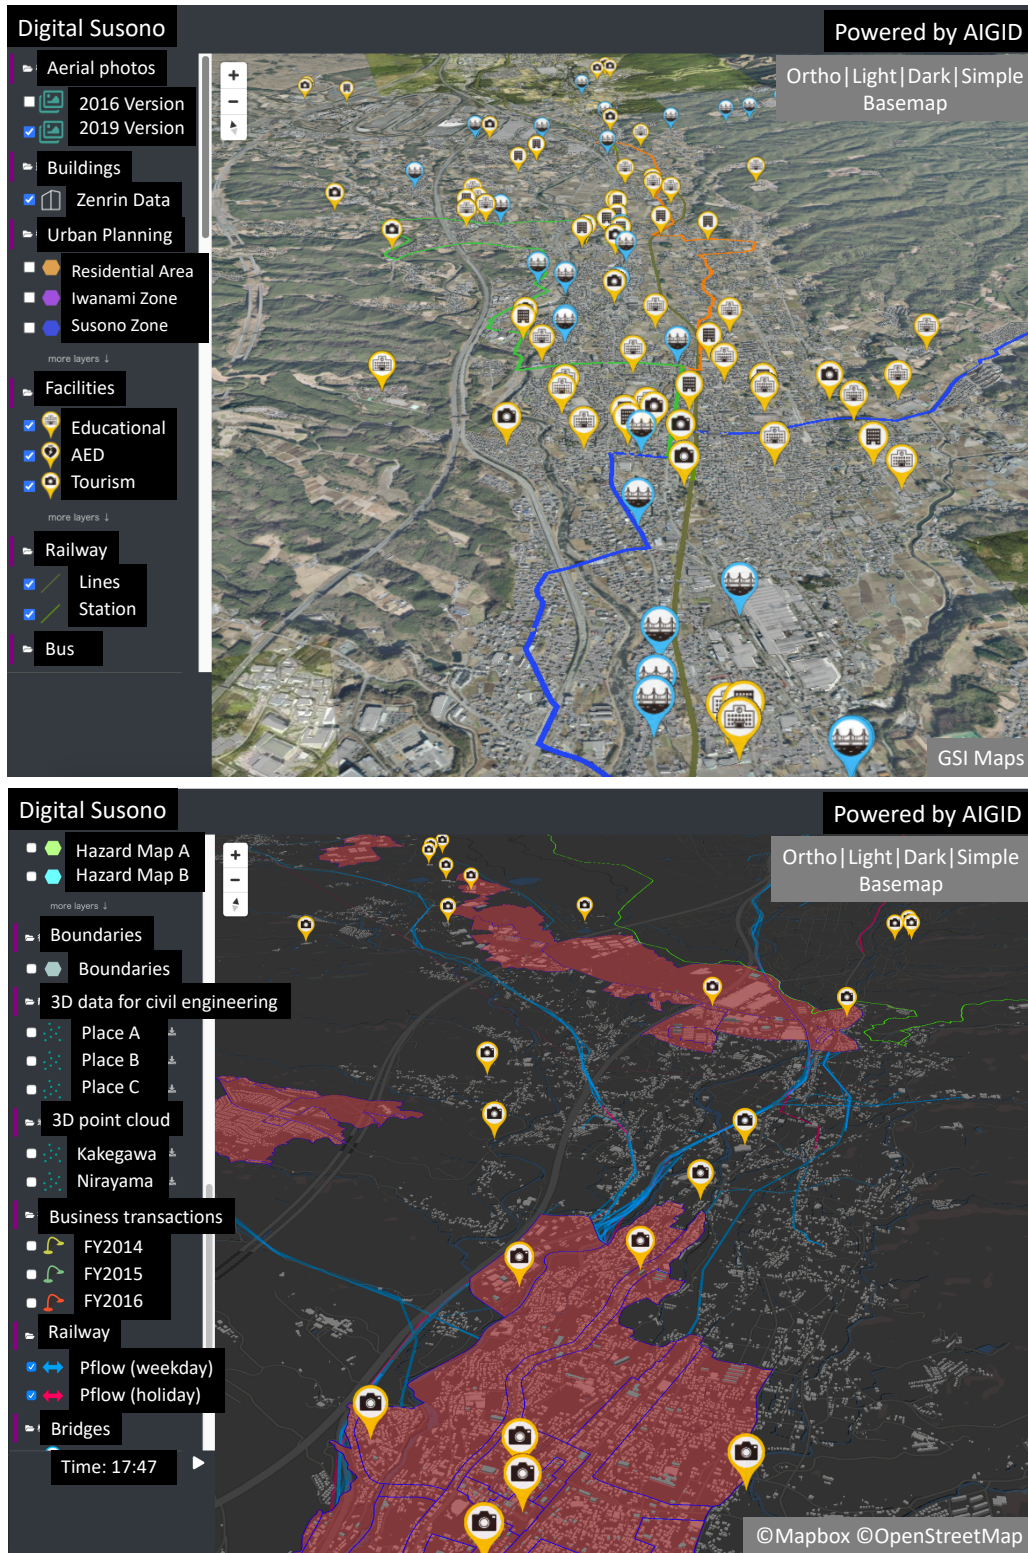 Digital Susono
Powered by AIGID
Aerial photos
2016 Version
2019 Version
Buildings
Zenrin Data
Urban Planning
Residential Area
Iwanami Zone
Susono Zone
more layers ↓
Facilities
Educational
AED
Tourism
more layers ↓
Railway
Lines
Station
Bus
Ortho|Light|Dark|Simple
Basemap
GSI Maps
Digital Susono
Powered by AIGID
Hazard Map A
Hazard Map B
more layers ↓
Boundaries
Boundaries
3D data for civil engineering
Place A
Place B
Place C
3D point cloud
Kakegawa
Nirayama
Business transactions
FY2014
FY2015
FY2016
Railway
Pflow (weekday)
Pflow (holiday)
Bridges
Time: 17:47
Ortho|Light|Dark|Simple
Basemap
©Mapbox ©OpenStreetMap